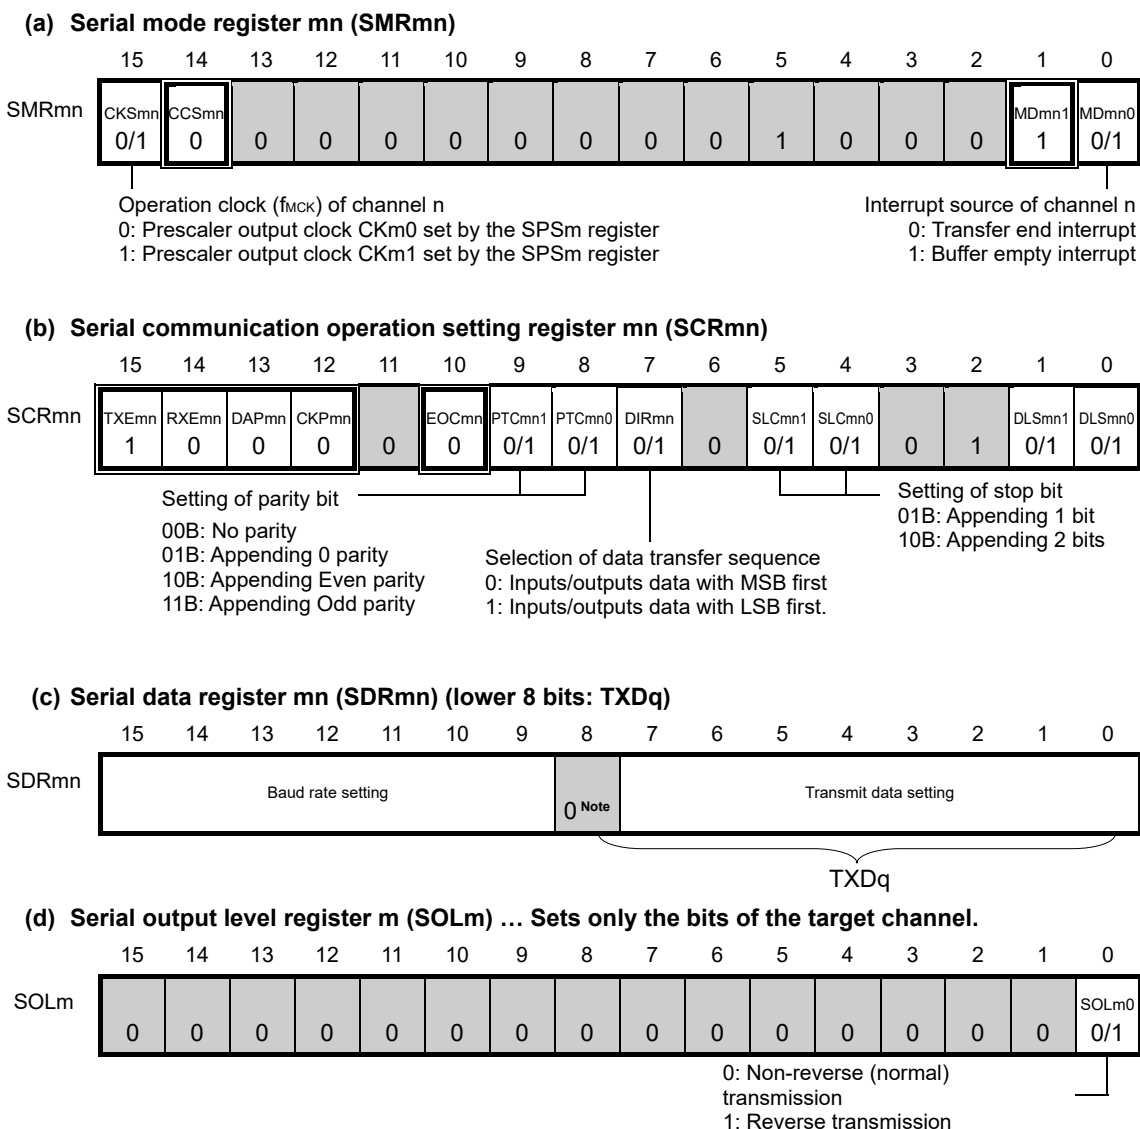 (a) Serial mode register mn (SMRmn)
15 14 13 12 11 10 9 8 7 6 5 4 3 2 1 0
SMRmn
CKSmn CCSmn MDmn1 MDmn0
0/1 0 0 0 0 0 0 0 0 0 1 0 0 0 1 0/1
Operation clock (fMCK) of channel n
0: Prescaler output clock CKm0 set by the SPSm register
1: Prescaler output clock CKm1 set by the SPSm register
Interrupt source of channel n
0: Transfer end interrupt
1: Buffer empty interrupt
(b) Serial communication operation setting register mn (SCRmn)
15 14 13 12 11 10 9 8 7 6 5 4 3 2 1 0
SCRmn
TXEmn RXEmn DAPmn CKPmn EOCmn PTCmn1 PTCmn0 DIRmn SLCmn1 SLCmn0 DLSmn1 DLSmn0
1 0 0 0 0 0 0/1 0/1 0/1 0 0/1 0/1 0 1 0/1 0/1
Setting of parity bit
00B: No parity
01B: Appending 0 parity
10B: Appending Even parity
11B: Appending Odd parity
Selection of data transfer sequence
0: Inputs/outputs data with MSB first
1: Inputs/outputs data with LSB first.
Setting of stop bit
01B: Appending 1 bit
10B: Appending 2 bits
(c) Serial data register mn (SDRmn) (lower 8 bits: TXDq)
15 14 13 12 11 10 9 8 7 6 5 4 3 2 1 0
SDRmn
Baud rate setting
0 Note
Transmit data setting
TXDq
(d) Serial output level register m (SOLm) … Sets only the bits of the target channel.
15 14 13 12 11 10 9 8 7 6 5 4 3 2 1 0
SOLm
SOLm0
0 0 0 0 0 0 0 0 0 0 0 0 0 0 0 0/1
0: Non-reverse (normal)
transmission
1: Reverse transmission